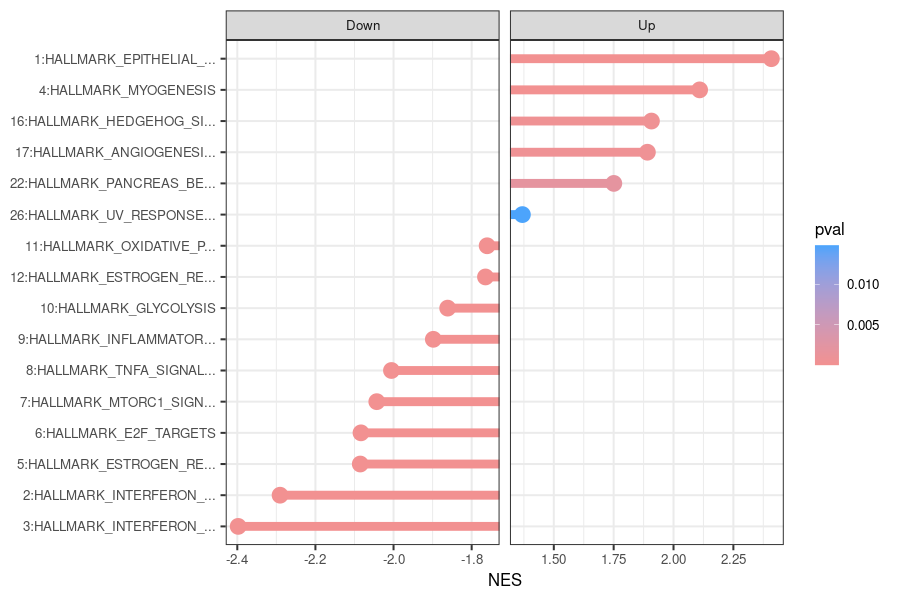 Down
Up
1:HALLMARK_EPITHELIAL_...
4:HALLMARK_MYOGENESIS
16:HALLMARK_HEDGEHOG_SI...
17:HALLMARK_ANGIOGENESI...
22:HALLMARK_PANCREAS_BE...
26:HALLMARK_UV_RESPONSE...
11:HALLMARK_OXIDATIVE_P...
12:HALLMARK_ESTROGEN_RE...
10:HALLMARK_GLYCOLYSIS
9:HALLMARK_INFLAMMATOR...
8:HALLMARK_TNFA_SIGNAL...
7:HALLMARK_MTORC1_SIGN...
6:HALLMARK_E2F_TARGETS
5:HALLMARK_ESTROGEN_RE...
2:HALLMARK_INTERFERON_...
3:HALLMARK_INTERFERON_...
-2.4 -2.2 -2.0 -1.8
1.50 1.75 2.00 2.25
NES
pval
0.010
0.005